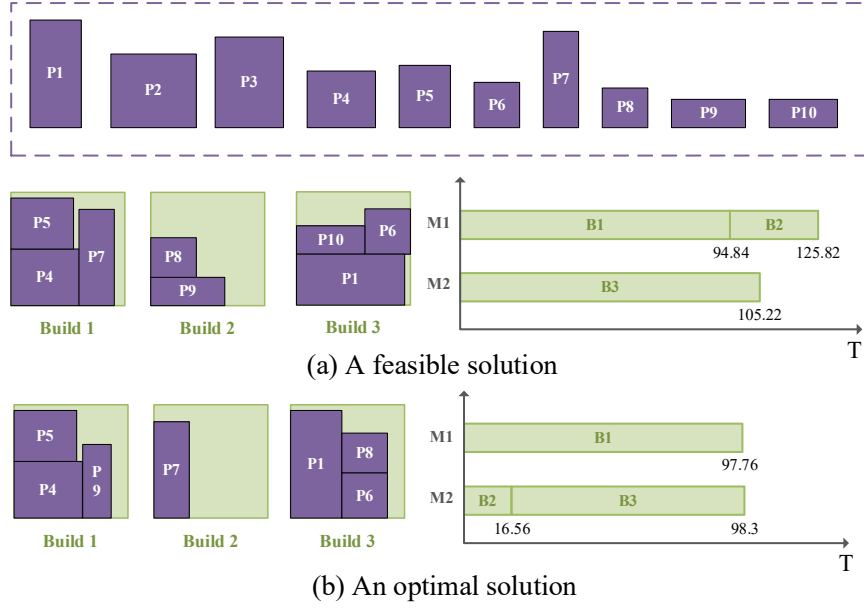 P1
P2
P3
P4
P5
P6
P7
P8
P9
P10
P5
P4
P7
Build 1
P8
P9
Build 2
P6
P10
P1
Build 3
M1
B1
B2
94.84
125.82
M2
B3
105.22
T
(a) A feasible solution
P5
P4
P
9
Build 1
P7
Build 2
P1
P8
P6
Build 3
M1
B1
97.76
M2
B2
B3
16.56
98.3
T
(b) An optimal solution